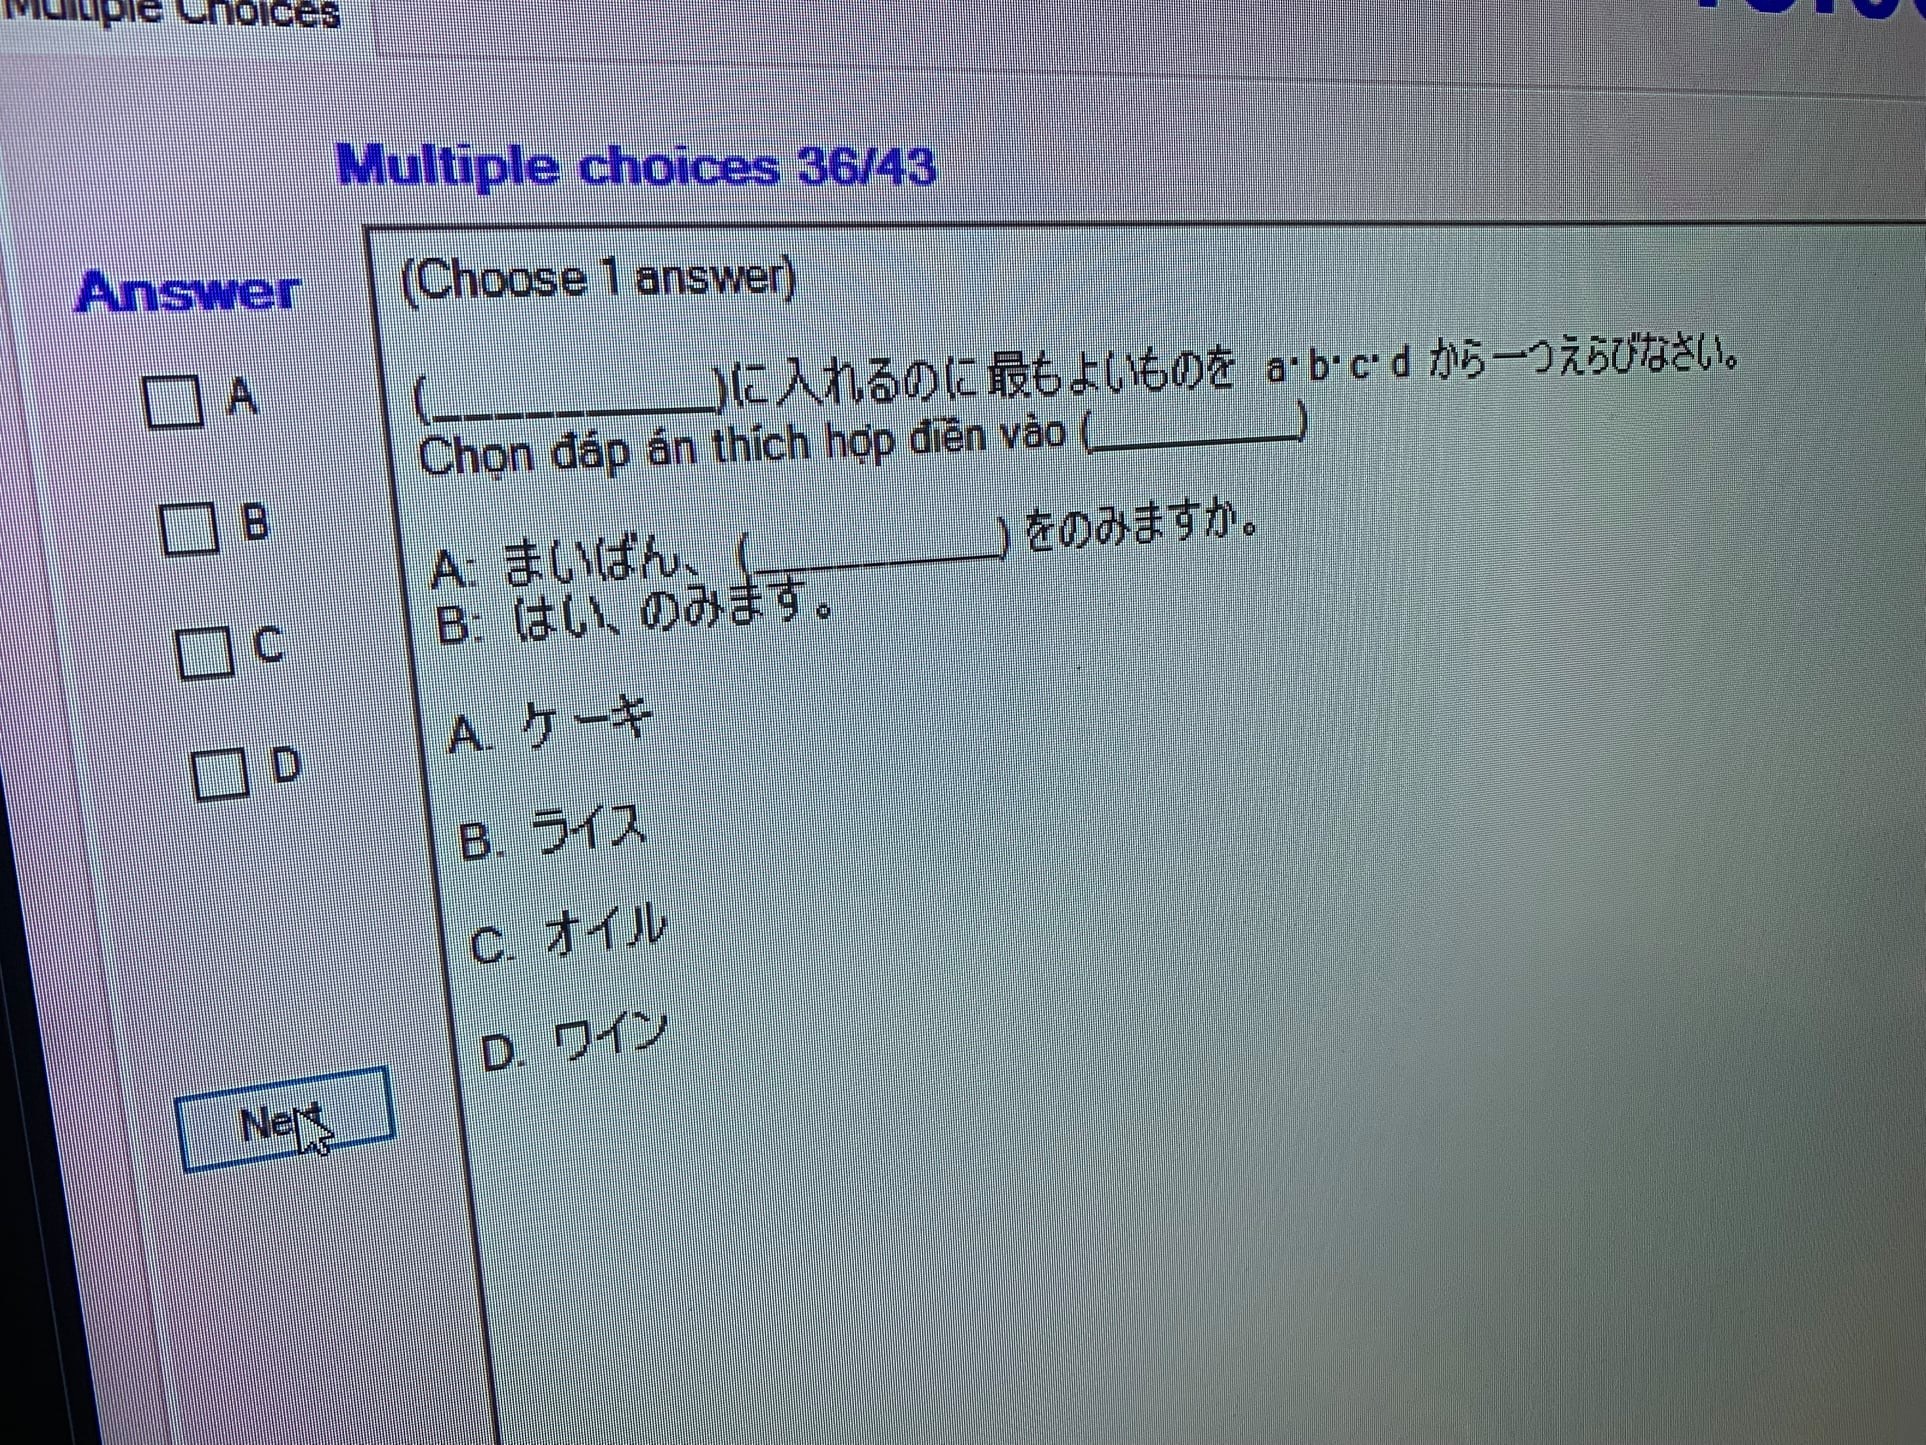 Multiple Choices
Multiple choices 36/43
Answer
A
B
C
D
(Choose 1 answer)
(_________)に入れるのに最もよいものを a・b・c・d から一つえらびなさい。
Chọn đáp án thích hợp điền vào (_______)
A: まいばん、(________) をのみますか。
B: はい、のみます。
A. ケーキ
B. ライス
C. オイル
D. ワイン
Next